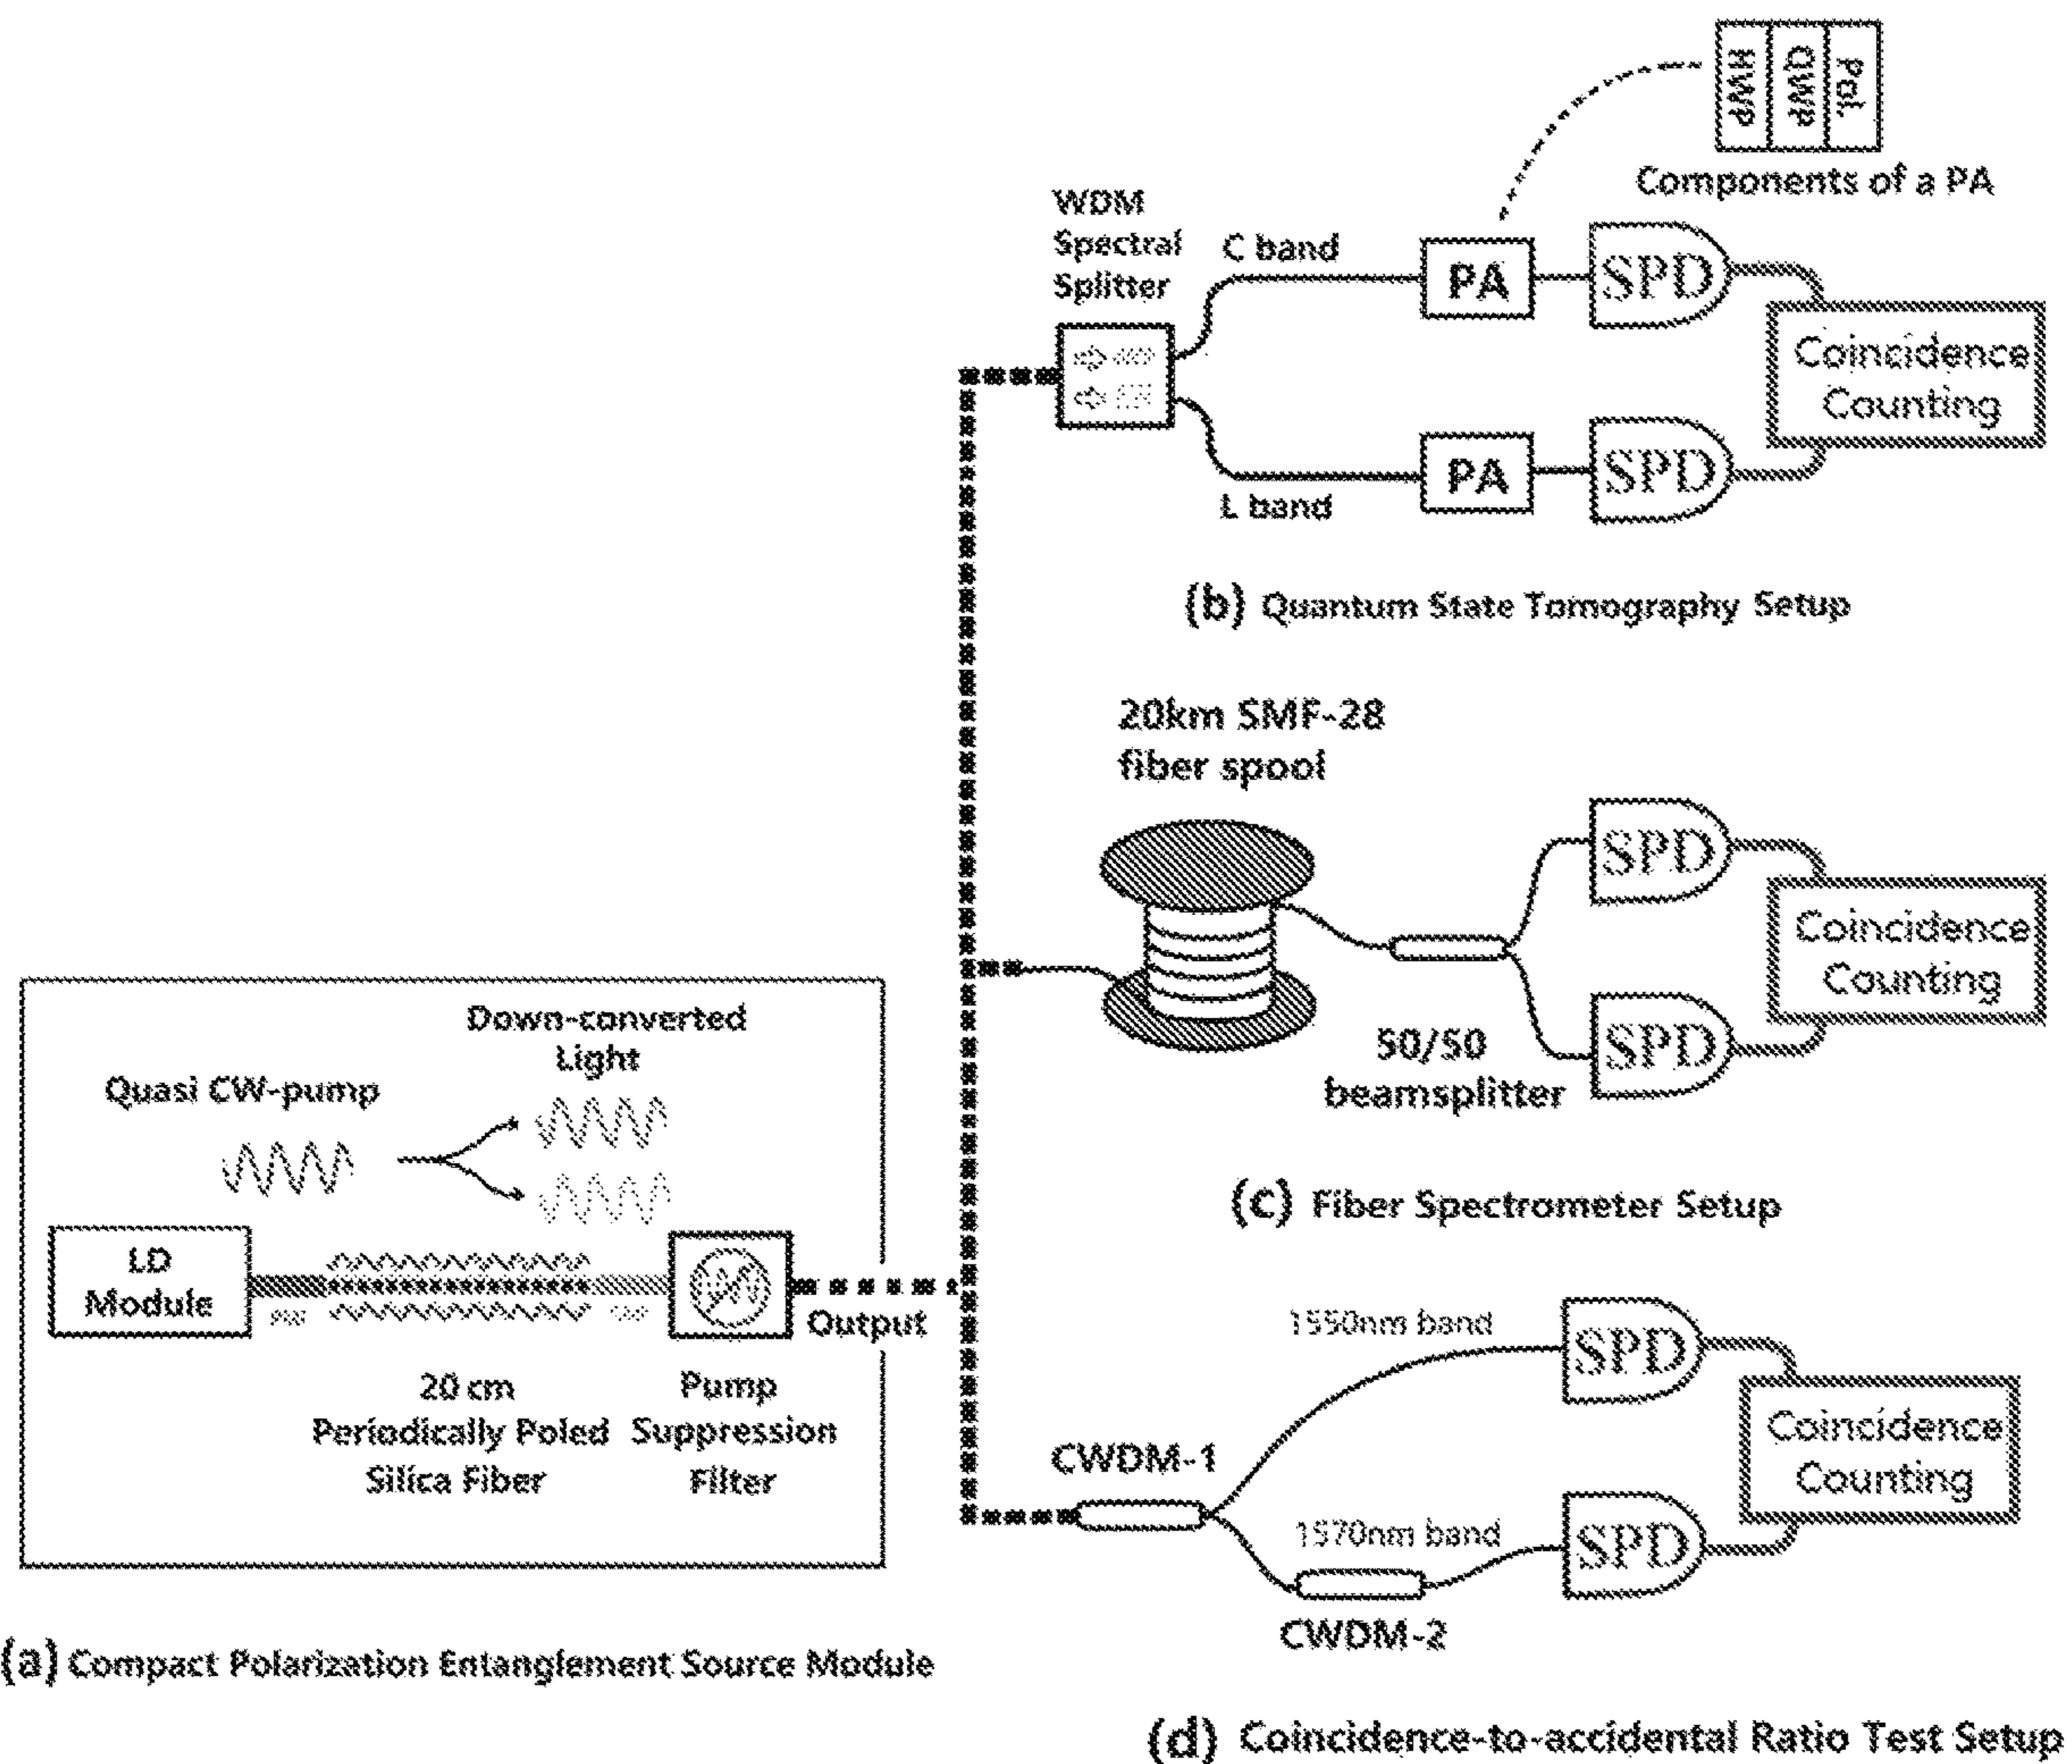 HWP
QWP
Pol.
Components of a PA
WDM
Spectral
Splitter
C band
PA
SPD
Coincidence
Counting
PA
SPD
L band
(b) Quantum State Tomography Setup
20km SMF-28
fiber spool
SPD
Coincidence
Counting
SPD
50/50
beamsplitter
(c) Fiber Spectrometer Setup
Down-converted
Light
Quasi CW-pump
LD
Module
Output
20 cm
Periodically Poled
Silica Fiber
Pump
Suppression
Filter
(a) Compact Polarization Entanglement Source Module
1550nm band
SPD
CWDM-1
Coincidence
Counting
1570nm band
SPD
CWDM-2
(d) Coincidence-to-accidental Ratio Test Setup